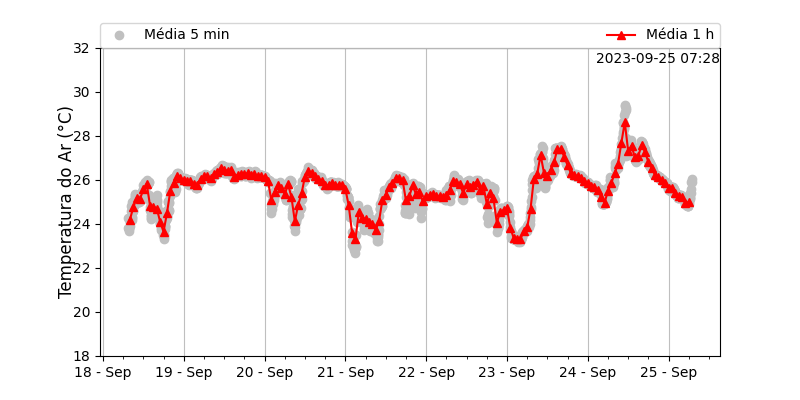 Média 5 min
Média 1 h
2023-09-25 07:28
Temperatura do Ar (°C)
32
30
28
26
24
22
20
18
18 - Sep
19 - Sep
20 - Sep
21 - Sep
22 - Sep
23 - Sep
24 - Sep
25 - Sep